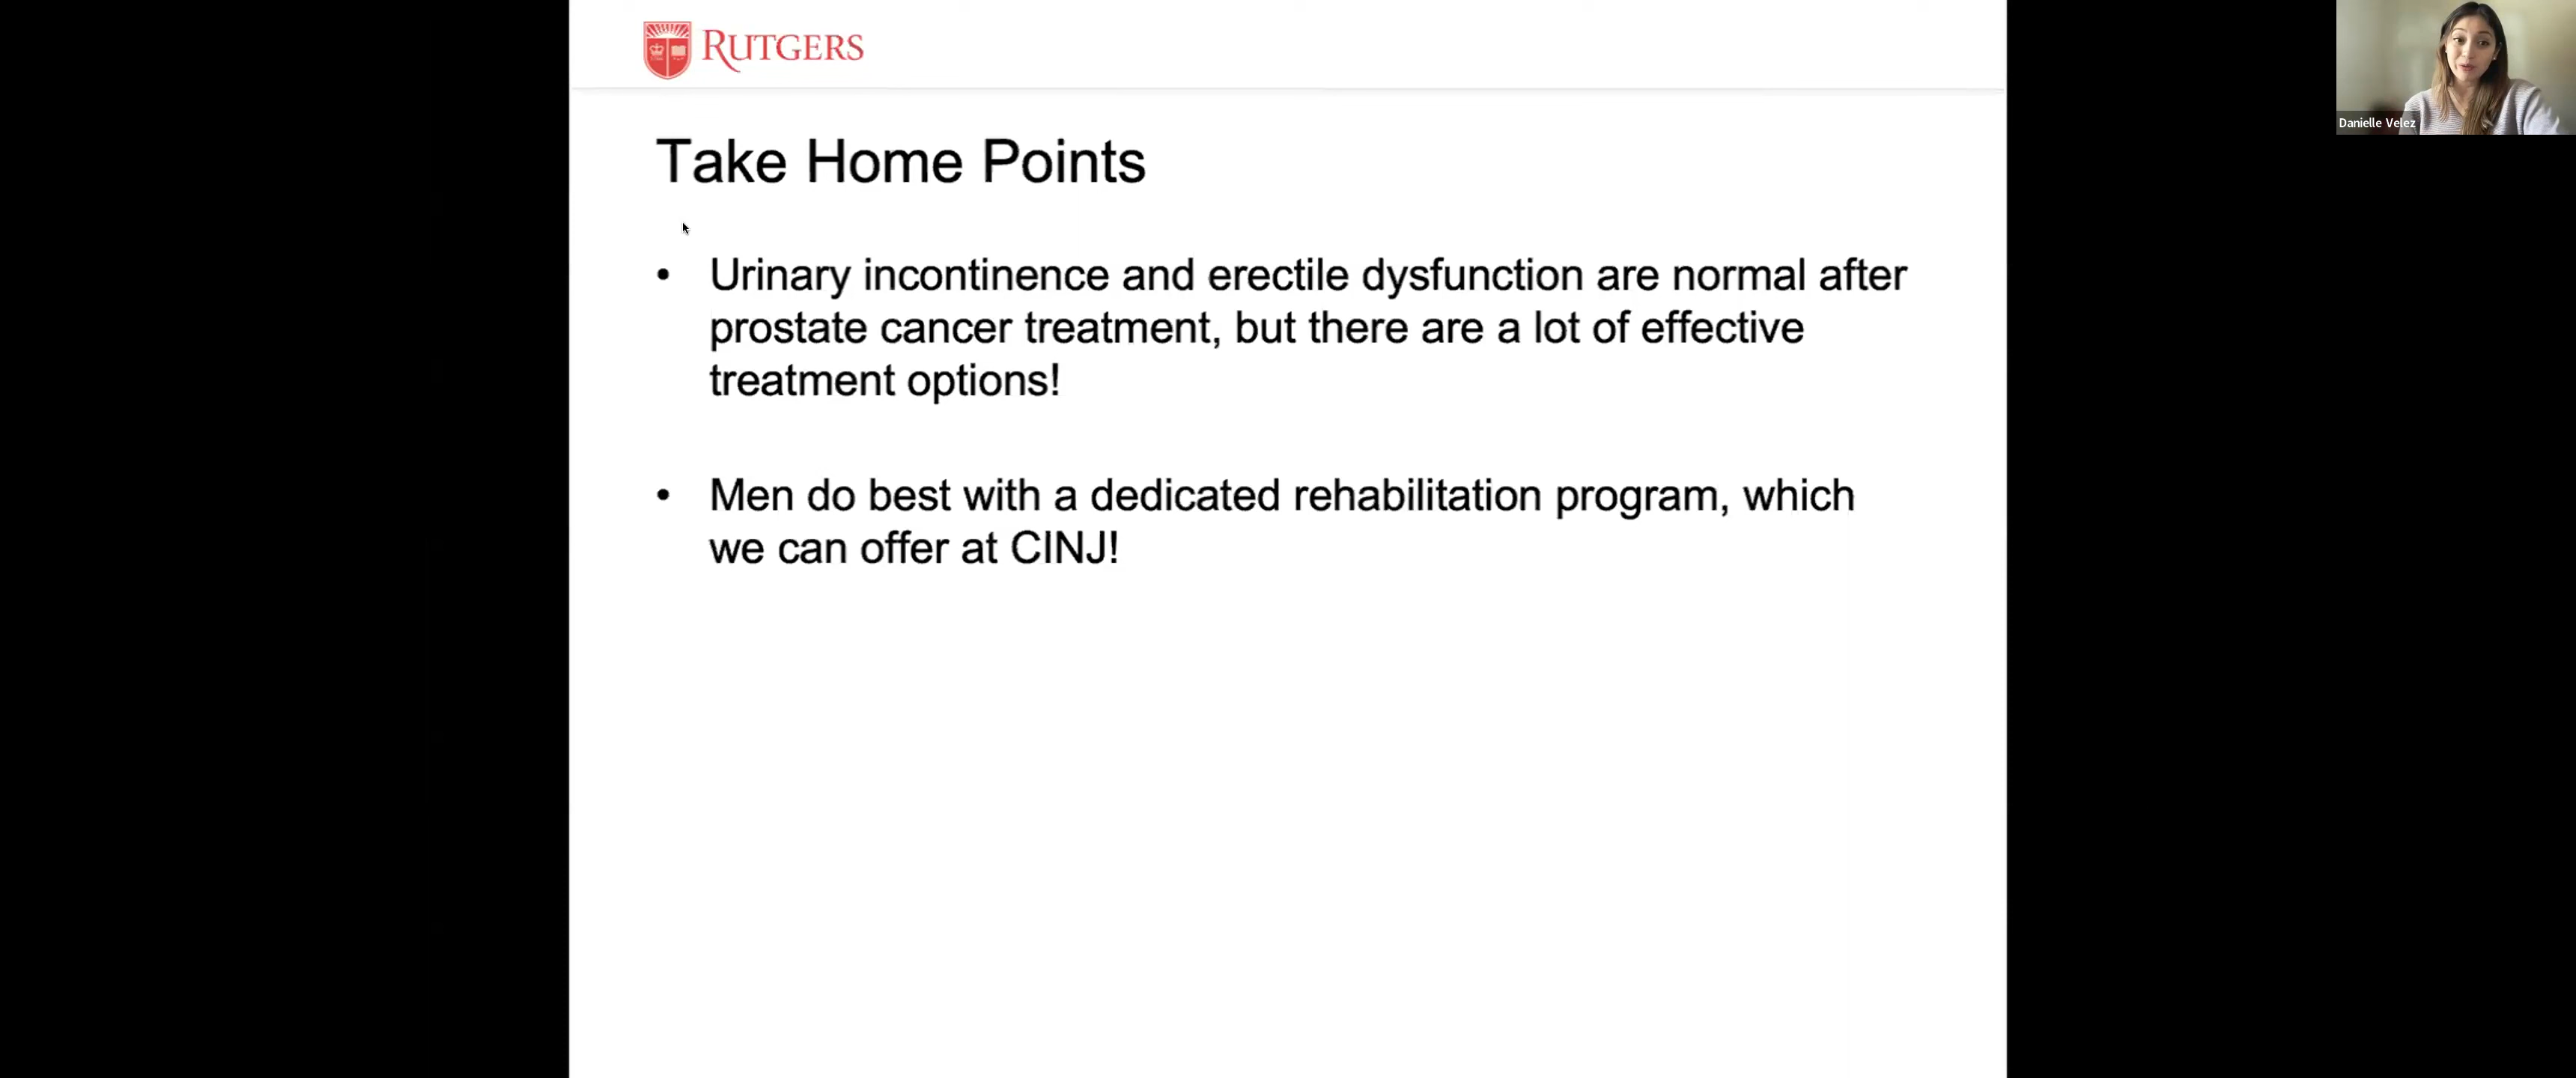 RUTGERS
Danielle Velez
Take Home Points
• Urinary incontinence and erectile dysfunction are normal after
prostate cancer treatment, but there are a lot of effective
treatment options!
• Men do best with a dedicated rehabilitation program, which
we can offer at CINJ!